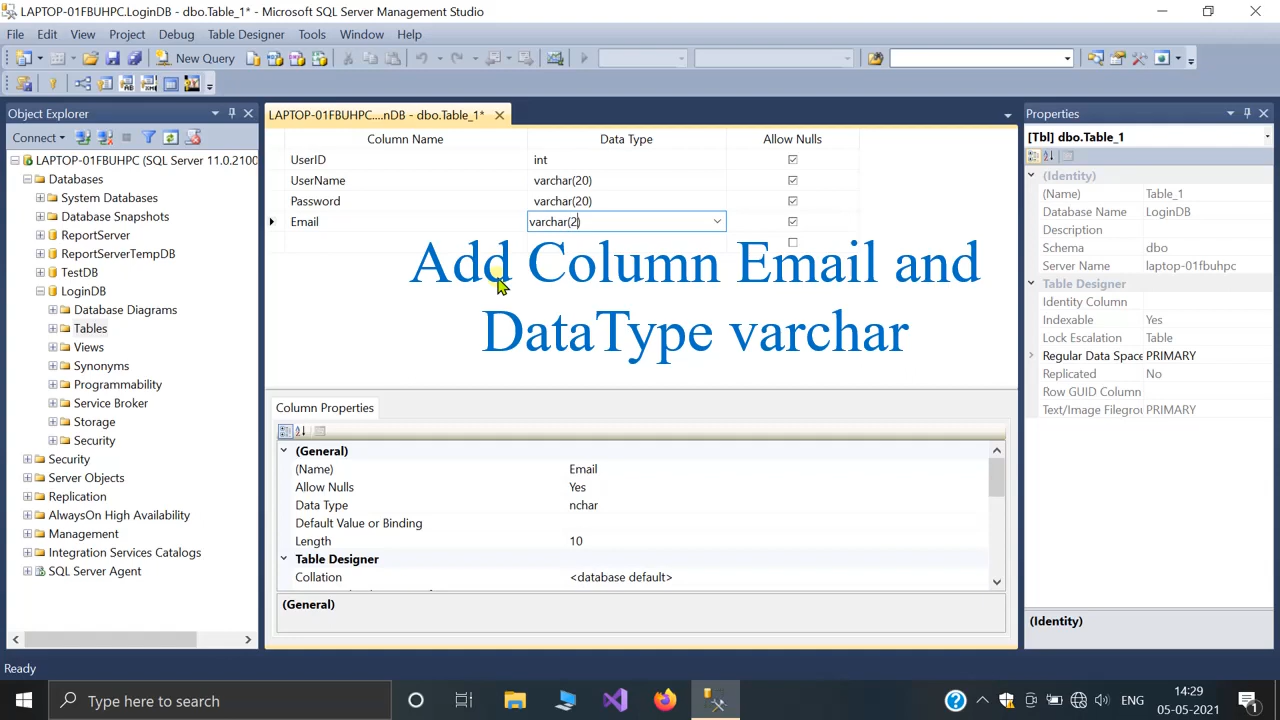 LAPTOP-01FBUHPC.LoginDB - dbo.Table_1* - Microsoft SQL Server Management Studio
File Edit View Project Debug Table Designer Tools Window Help
New Query
Object Explorer
Connect
LAPTOP-01FBUHPC (SQL Server 11.0.2100
Databases
System Databases
Database Snapshots
ReportServer
ReportServerTempDB
TestDB
LoginDB
Database Diagrams
Tables
Views
Synonyms
Programmability
Service Broker
Storage
Security
Security
Server Objects
Replication
AlwaysOn High Availability
Management
Integration Services Catalogs
SQL Server Agent
LAPTOP-01FBUHPC....nDB - dbo.Table_1*
Column Name Data Type Allow Nulls
UserID int
UserName varchar(20)
Password varchar(20)
Email varchar(2)
Add Column Email and
DataType varchar
Column Properties
(General)
(Name) Email
Allow Nulls Yes
Data Type nchar
Default Value or Binding
Length 10
Table Designer
Collation <database default>
(General)
Properties
[Tbl] dbo.Table_1
(Identity)
(Name) Table_1
Database Name LoginDB
Description
Schema dbo
Server Name laptop-01fbuhpc
Table Designer
Identity Column
Indexable Yes
Lock Escalation Table
Regular Data Space PRIMARY
Replicated No
Row GUID Column
Text/Image Filegrou PRIMARY
(Identity)
Ready
Type here to search
ENG
14:29
05-05-2021
1